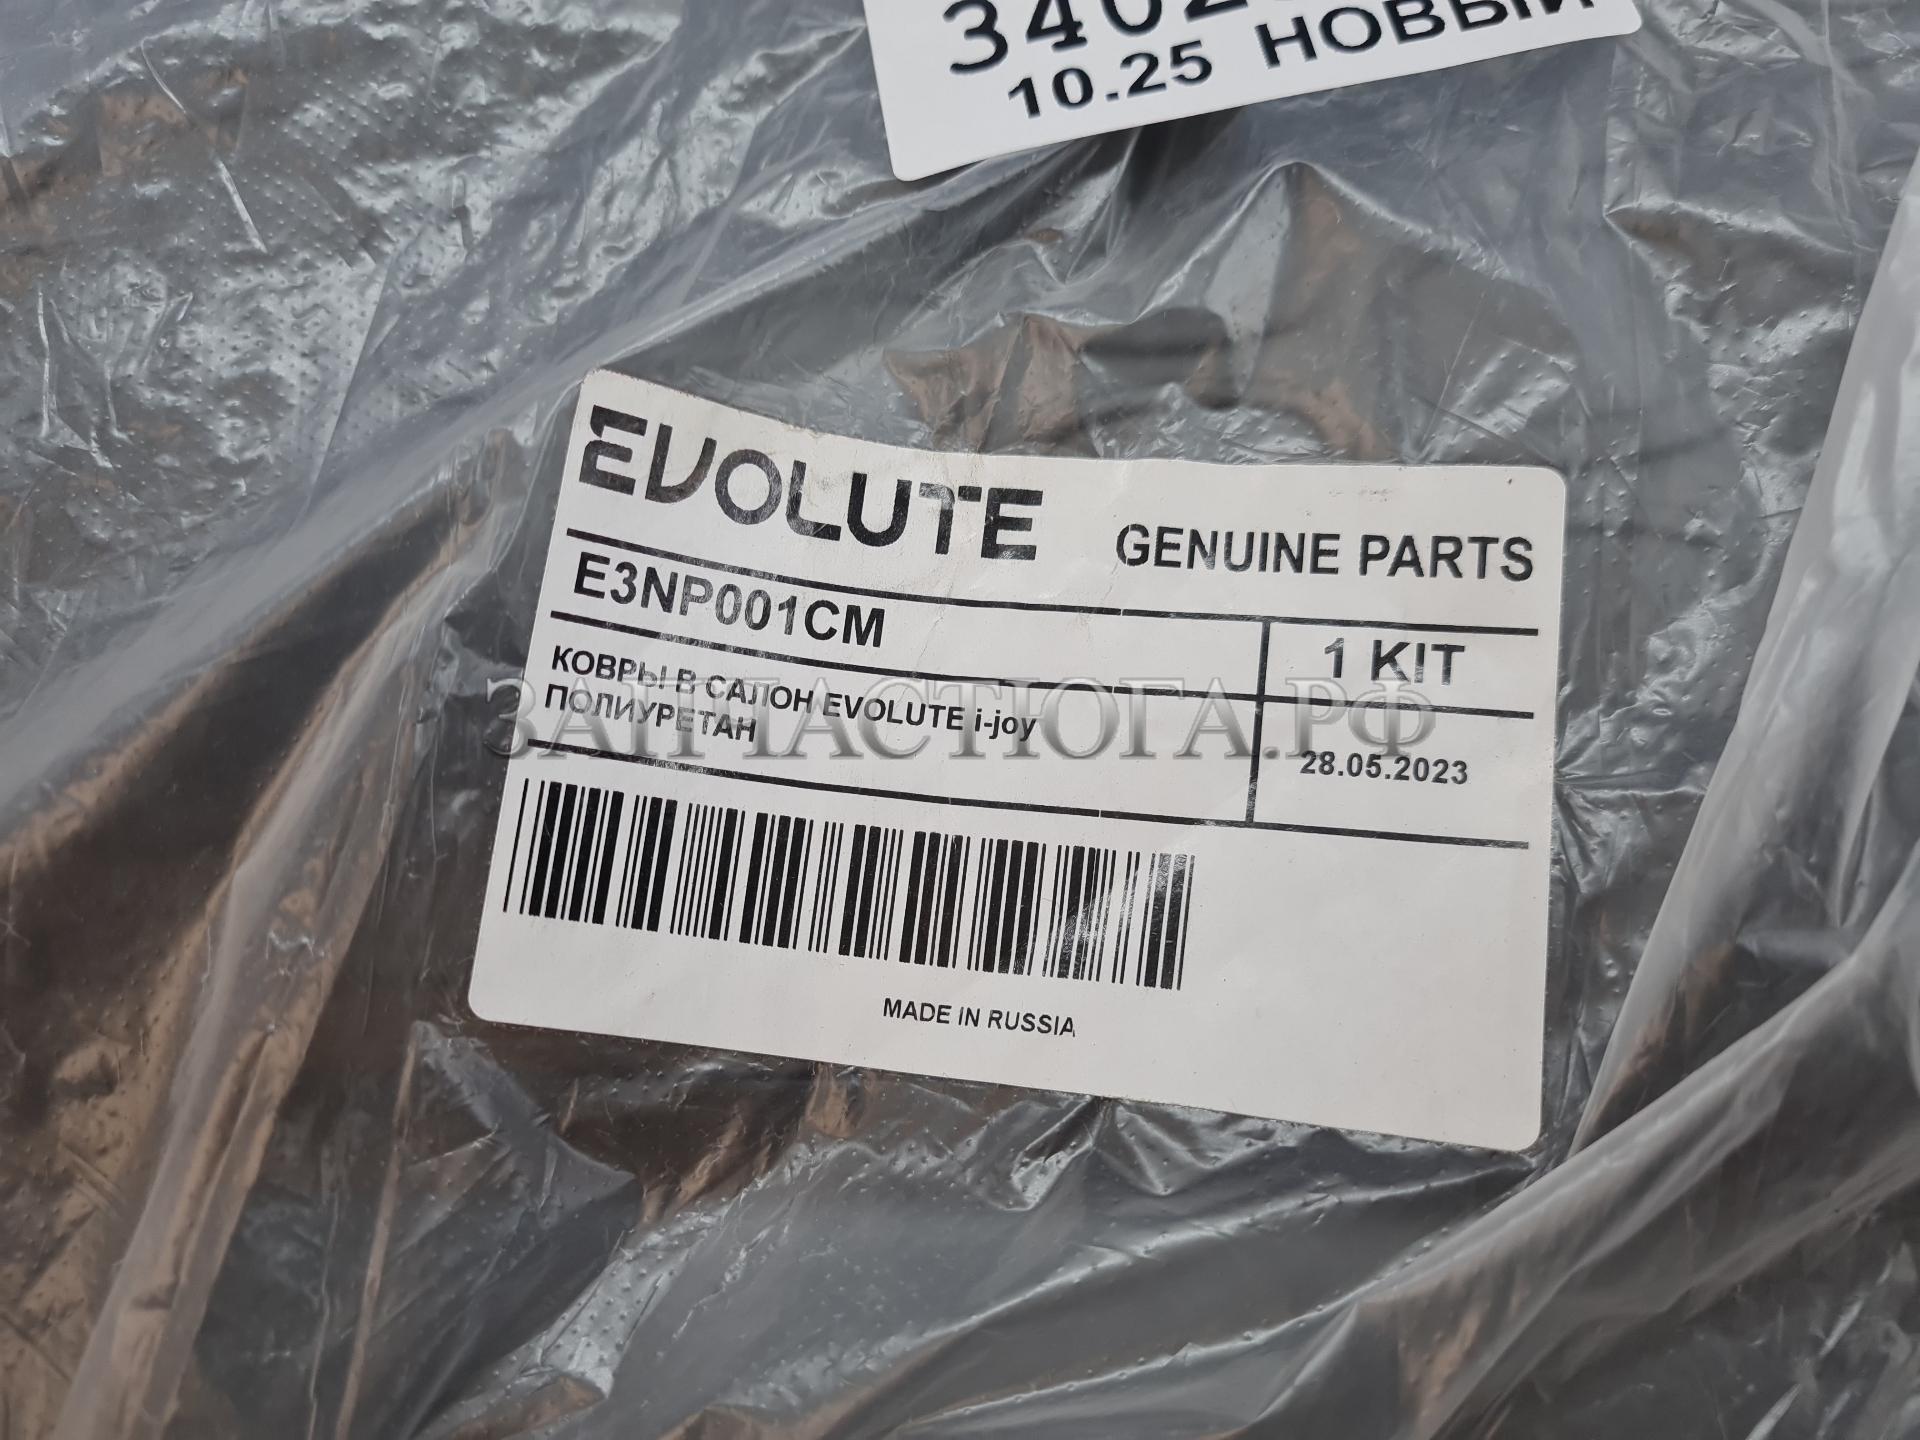 10.25 НОВЫЙ
EVOLUTE GENUINE PARTS
E3NP001CM
1 KIT
КОВРЫ В САЛОН EVOLUTE i-joy
ПОЛИУРЕТАН
28.05.2023
MADE IN RUSSIA
ЗАПЧАСТЮГА.РФ